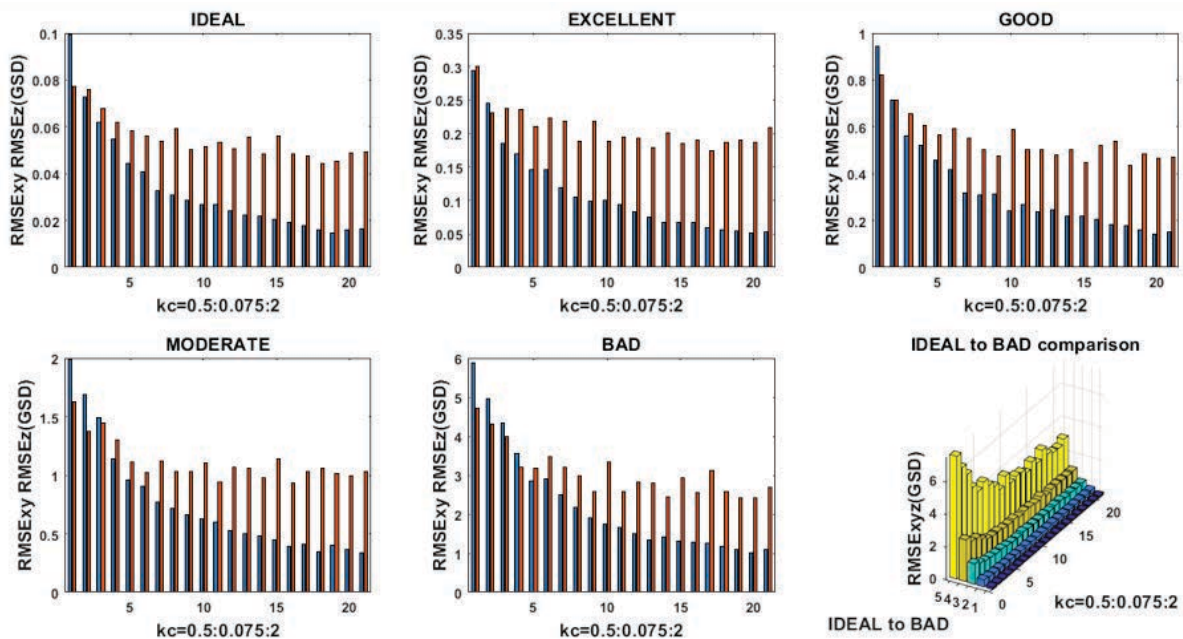 IDEAL
RMSExy RMSEz(GSD)
0.1
0.08
0.06
0.04
0.02
0
5 10 15 20
kc=0.5:0.075:2
EXCELLENT
RMSExy RMSEz(GSD)
0.35
0.3
0.25
0.2
0.15
0.1
0.05
0
5 10 15 20
kc=0.5:0.075:2
GOOD
RMSExy RMSEz(GSD)
1
0.8
0.6
0.4
0.2
0
5 10 15 20
kc=0.5:0.075:2
MODERATE
RMSExy RMSEz(GSD)
2
1.5
1
0.5
0
5 10 15 20
kc=0.5:0.075:2
BAD
RMSExy RMSEz(GSD)
6
5
4
3
2
1
0
5 10 15 20
kc=0.5:0.075:2
IDEAL to BAD comparison
RMSExyz(GSD)
6
4
2
0
5 4 3 2 1
0 5 10 15 20
kc=0.5:0.075:2
IDEAL to BAD